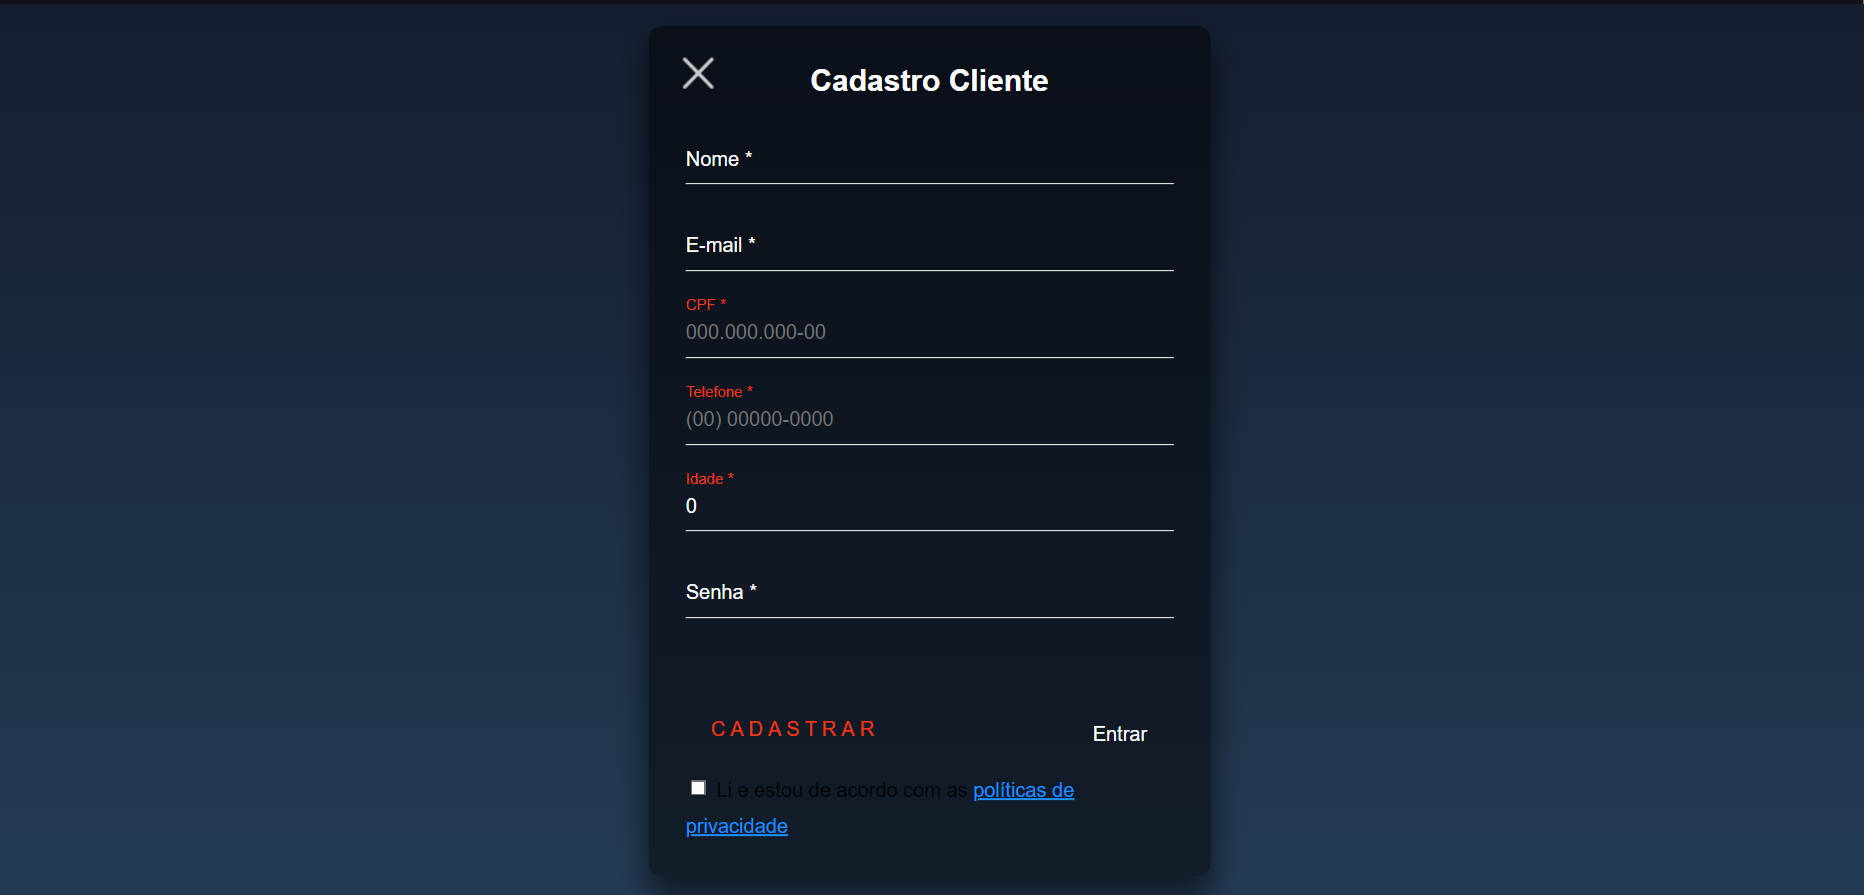 Cadastro Cliente
Nome *
E-mail *
CPF *
000.000.000-00
Telefone *
(00) 00000-0000
Idade *
0
Senha *
CADASTRAR
Entrar
Li e estou de acordo com as políticas de
privacidade